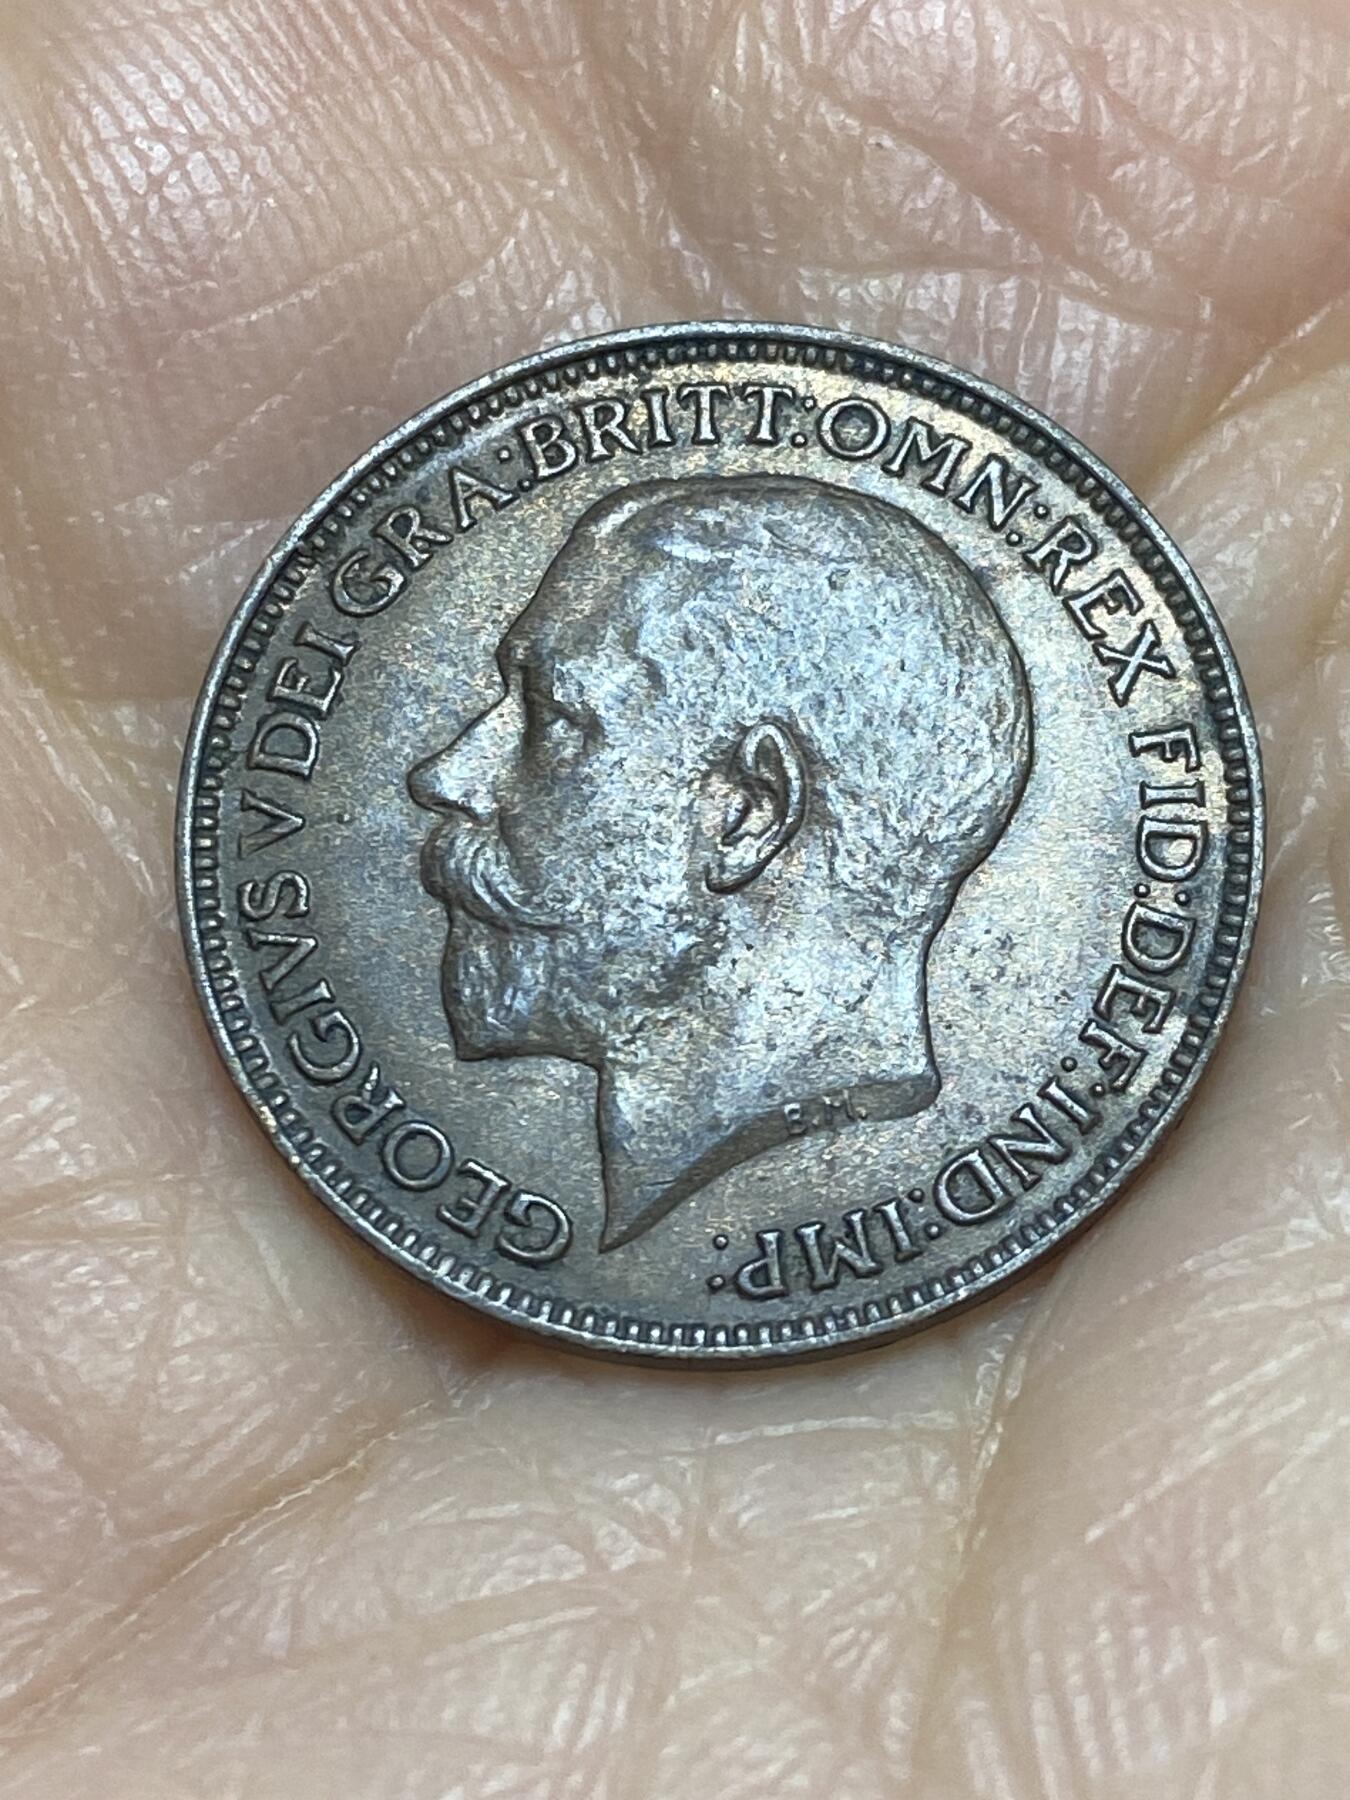 GEORGIVS V DEI GRA:BRITT:OMN:REX FID:DEF:IND:IMP:
B.M.